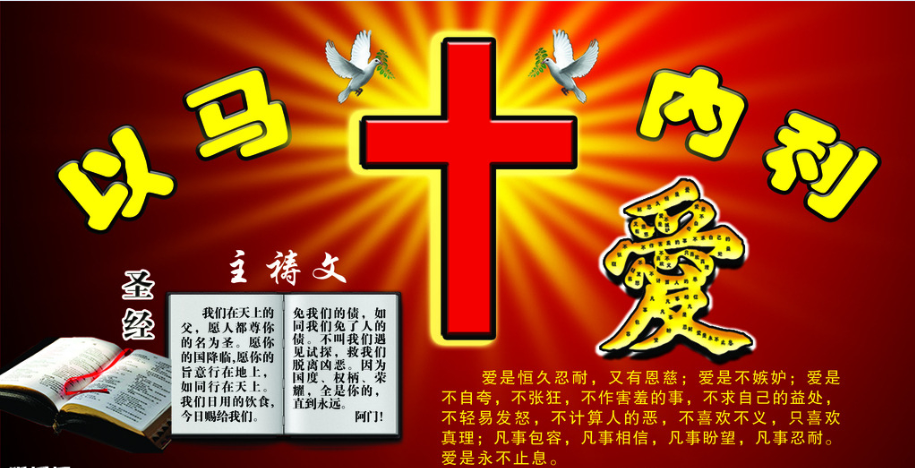 以马内利
爱
主祷文
圣经
我们在天上的
父，愿人都尊你
的名为圣。愿你
的国降临,愿你的
旨意行在地上，
如同行在天上。
我们日用的饮食,
今日赐给我们。
免我们的债，如
同我们免了人的
债。不叫我们遇
见试探，救我们
脱离凶恶。因为
国度、权柄、荣
耀，全是你的,
直到永远。
阿门!
爱是恒久忍耐，又有恩慈；爱是不嫉妒；爱是
不自夸，不张狂，不作害羞的事，不求自己的益处，
不轻易发怒，不计算人的恶，不喜欢不义，只喜欢
真理；凡事包容，凡事相信，凡事盼望，凡事忍耐。
爱是永不止息。